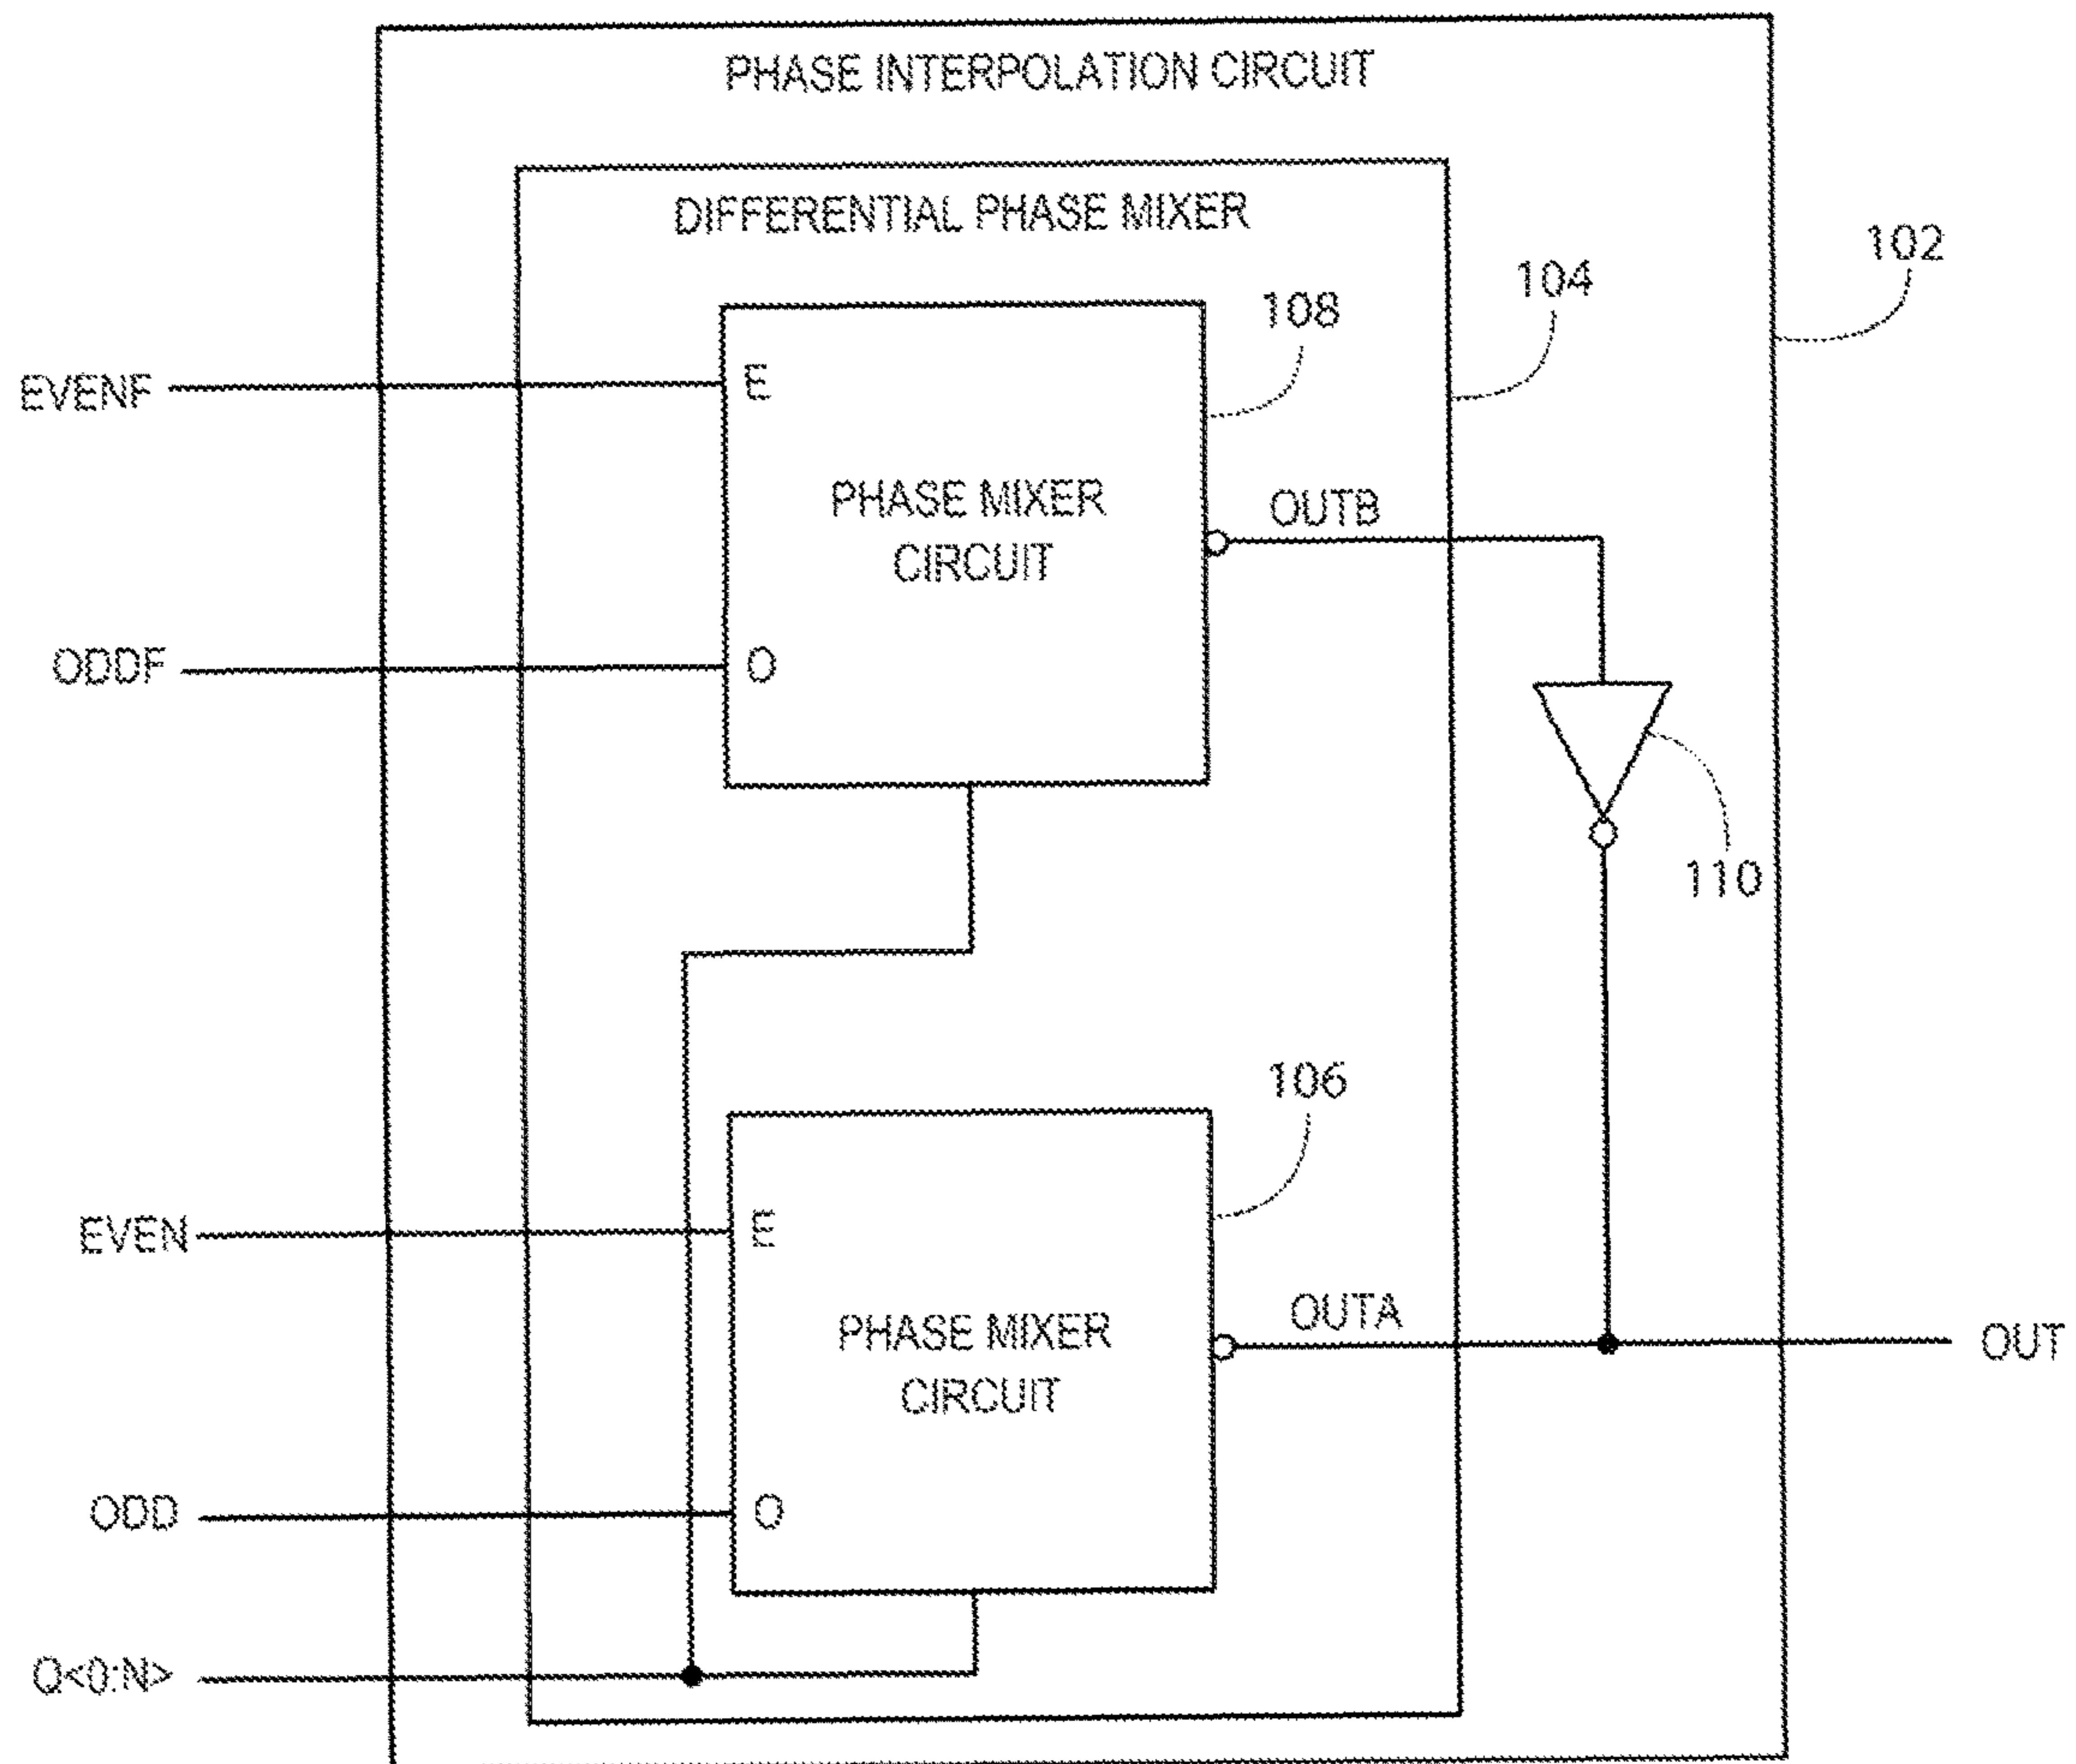 PHASE INTERPOLATION CIRCUIT
DIFFERENTIAL PHASE MIXER
102
104
108
EVENF
E
PHASE MIXER
CIRCUIT
OUTB
ODDF
O
110
106
EVEN
E
PHASE MIXER
CIRCUIT
OUTA
OUT
ODD
O
Q<0:N>